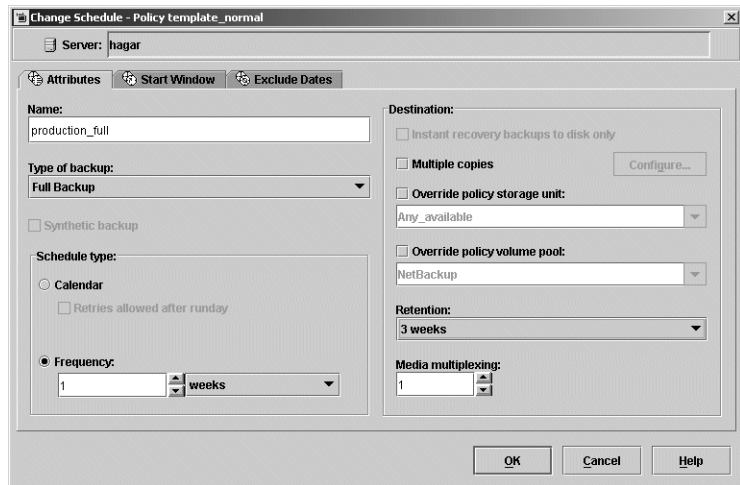 Change Schedule - Policy template_normal
Server: hagar
Attributes
Start Window
Exclude Dates
Name:
production_full
Type of backup:
Full Backup
Synthetic backup
Schedule type:
Calendar
Retries allowed after runday
Frequency:
1
weeks
Destination:
Instant recovery backups to disk only
Multiple copies
Configure...
Override policy storage unit:
Any_available
Override policy volume pool:
NetBackup
Retention:
3 weeks
Media multiplexing:
1
OK
Cancel
Help